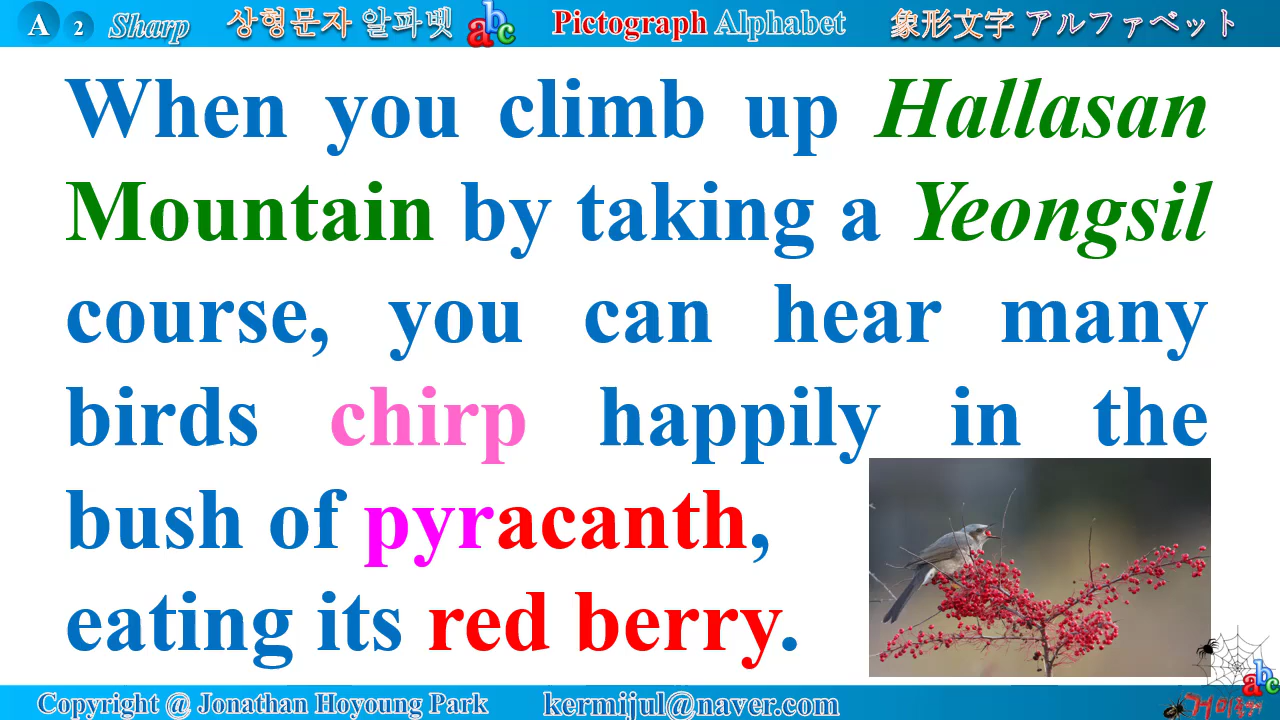 A 2 Sharp 상형문자 알파벳 abc Pictograph Alphabet 象形文字 アルファベット
When you climb up Hallasan
Mountain by taking a Yeongsil
course, you can hear many
birds chirp happily in the
bush of pyracanth,
eating its red berry.
abc
Copyright @ Jonathan Hoyoung Park kermijul@naver.com